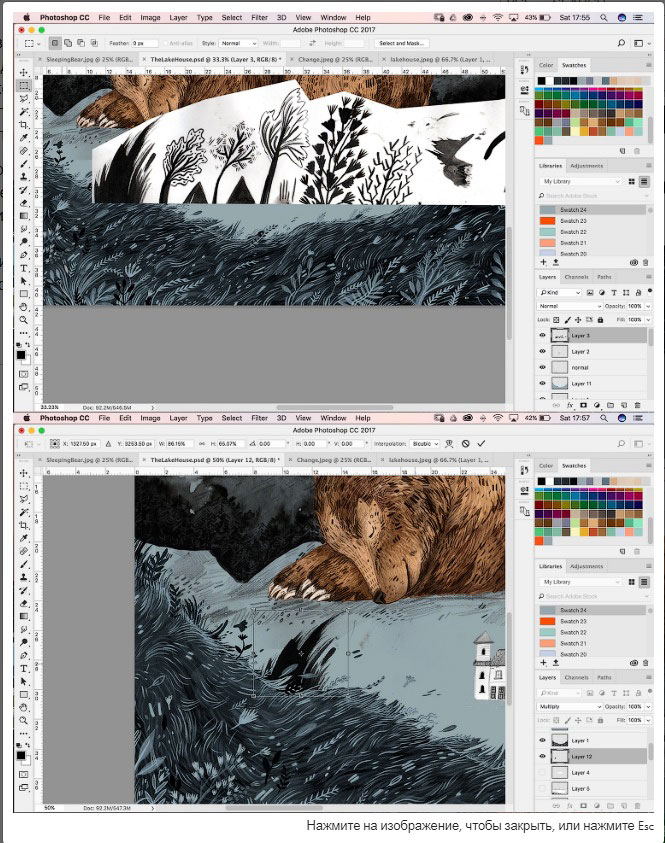 Photoshop CC File Edit Image Layer Type Select Filter 3D View Window Help 43% Sat 17:55
Adobe Photoshop CC 2017
Feather: 0 px Anti-alias Style: Normal Width: Height: Select and Mask...
SleepingBear.jpg @ 25% (RGB... TheLakeHouse.psd @ 33.3% (Layer 3, RGB/8) * Change.jpg @ 25% (RGB... lakehouse.jpeg @ 66.7% (Layer 1, ...
Color Swatches
Libraries Adjustments
My Library
Search Adobe Stock
Swatch 24
Swatch 23
Swatch 22
Swatch 21
Swatch 20
Layers Channels Paths
Kind
Normal Opacity: 100%
Lock: Fill: 100%
Layer 3
Layer 2
normal
Layer 11
33.33% Doc: 92.2M/646.5M
Photoshop CC File Edit Image Layer Type Select Filter 3D View Window Help 42% Sat 17:57
Adobe Photoshop CC 2017
X: 1327.50 px Y: 3263.50 px W: 86.15% H: 65.07% 0.00 H: 0.00 V: 0.00 Interpolation: Bicubic
SleepingBear.jpg @ 25% (RGB... TheLakeHouse.psd @ 50% (Layer 12, RGB/8) * Change.jpeg @ 25% (RGB... lakehouse.jpeg @ 66.7% (Layer 1, ...
Color Swatches
Libraries Adjustments
My Library
Search Adobe Stock
Swatch 24
Swatch 23
Swatch 22
Swatch 21
Swatch 20
Layers Channels Paths
Kind
Multiply Opacity: 100%
Lock: Fill: 100%
Layer 1
Layer 12
Layer 4
Layer 5
50% Doc: 92.2M/647.3M
Нажмите на изображение, чтобы закрыть, или нажмите Esc